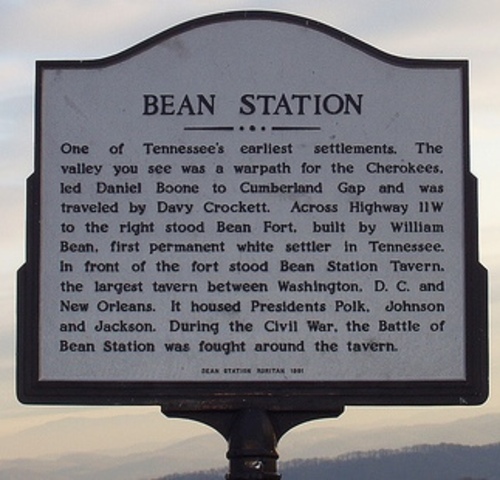 BEAN STATION
One of Tennessee's earliest settlements. The
valley you see was a warpath for the Cherokees,
led Daniel Boone to Cumberland Gap and was
traveled by Davy Crockett. Across Highway 11W
to the right stood Bean Fort, built by William
Bean, first permanent white settler in Tennessee.
In front of the fort stood Bean Station Tavern,
the largest tavern between Washington, D. C. and
New Orleans. It housed Presidents Polk, Johnson
and Jackson. During the Civil War, the Battle of
Bean Station was fought around the tavern.
BEAN STATION RURITAN 1991